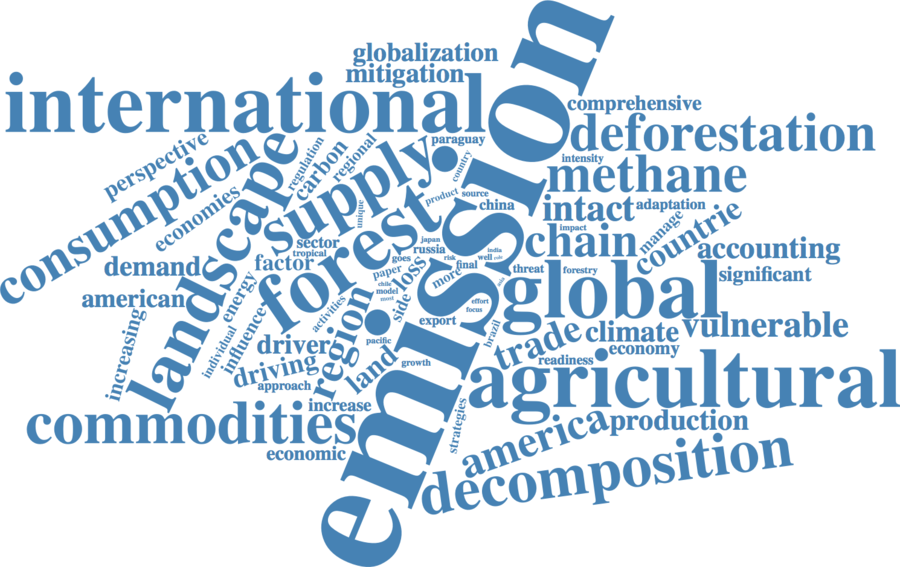 emission
globalization
mitigation
international
comprehensive
deforestation
perspective
consumption
landscape
regulation
carbon
regional
supply
paraguay
country
intensity
methane
product
source
china
intact
adaptation
economies
unique
forest
impact
manage
countrie
sector
tropical
japan
russia
india
chain
accounting
demand
factor
goes
risk
well
final
paper
loss
more
threat
forestry
significant
american
energy
chile
model
must
side
global
individual
influence
activities
effort
focus
increasing
region
export
brazil
trade
climate
vulnerable
driver
pacific
economy
driving
land
growth
readiness
approach
agricultural
increase
commodities
strategies
america
production
economic
decomposition